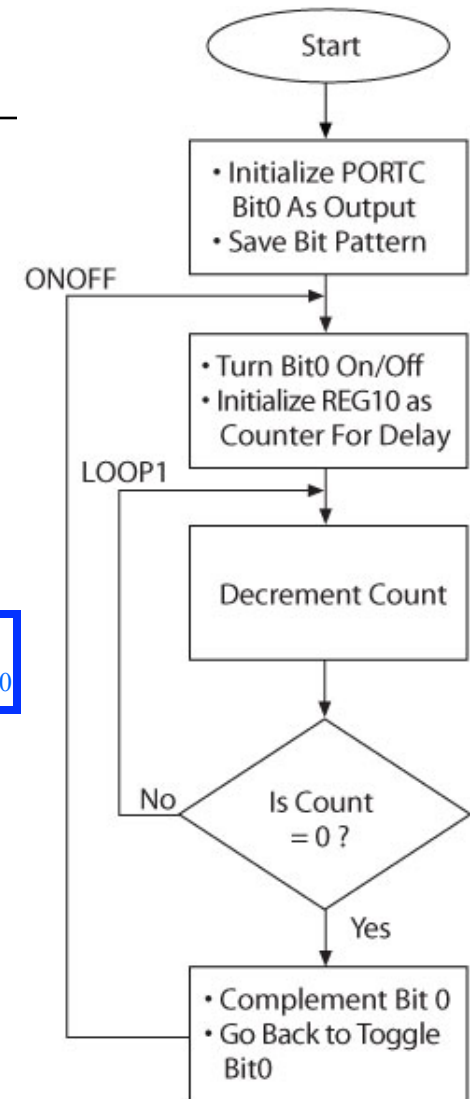 Start
• Initialize PORTC
Bit0 As Output
• Save Bit Pattern
ONOFF
• Turn Bit0 On/Off
• Initialize REG10 as
Counter For Delay
LOOP1
Decrement Count
0
No
Is Count
= 0 ?
Yes
• Complement Bit 0
• Go Back to Toggle
Bit0